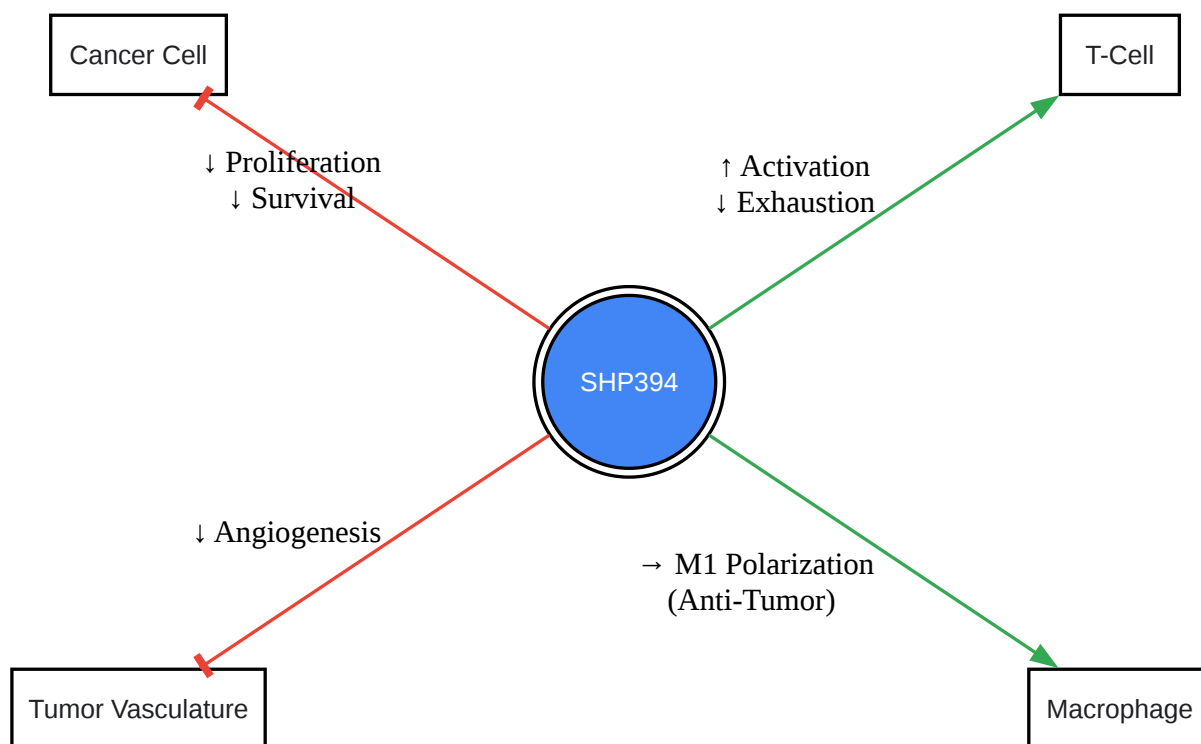 Cancer Cell
T-Cell
↓ Proliferation
↓ Survival
↑ Activation
↓ Exhaustion
SHP394
↓ Angiogenesis
→ M1 Polarization
(Anti-Tumor)
Tumor Vasculature
Macrophage